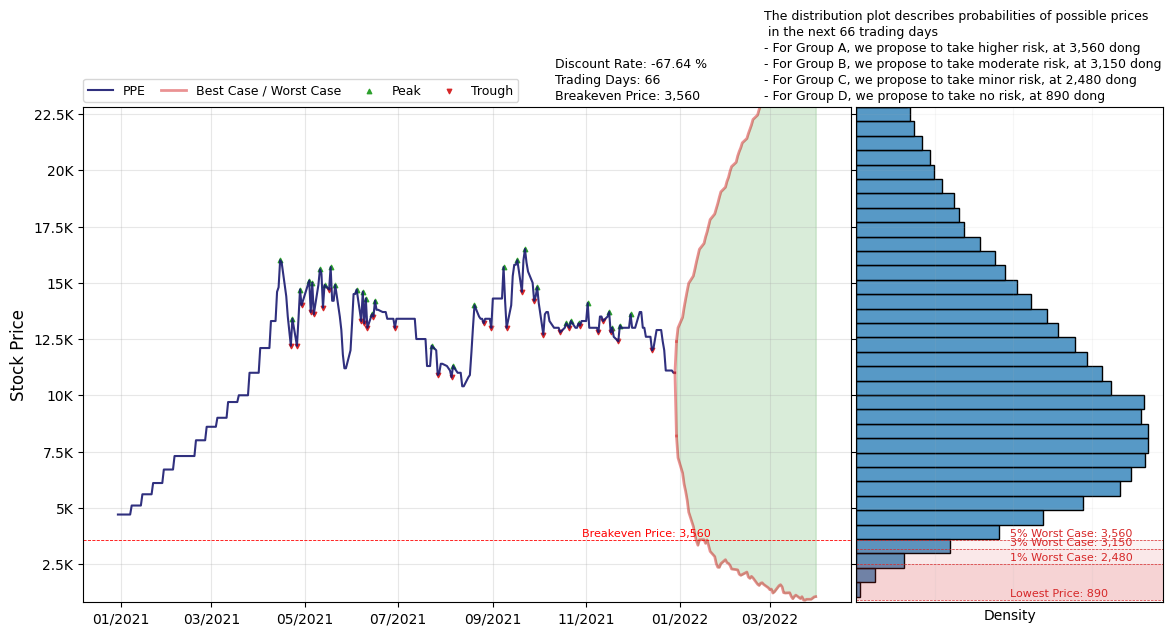 The distribution plot describes probabilities of possible prices
in the next 66 trading days
- For Group A, we propose to take higher risk, at 3,560 dong
- For Group B, we propose to take moderate risk, at 3,150 dong
- For Group C, we propose to take minor risk, at 2,480 dong
- For Group D, we propose to take no risk, at 890 dong
Discount Rate: -67.64 %
Trading Days: 66
Breakeven Price: 3,560
PPE
Best Case / Worst Case
Peak
Trough
Stock Price
22.5K
20K
17.5K
15K
12.5K
10K
7.5K
5K
2.5K
Breakeven Price: 3,560
5% Worst Case: 3,560
3% Worst Case: 3,150
1% Worst Case: 2,480
Lowest Price: 890
01/2021
03/2021
05/2021
07/2021
09/2021
11/2021
01/2022
03/2022
Density